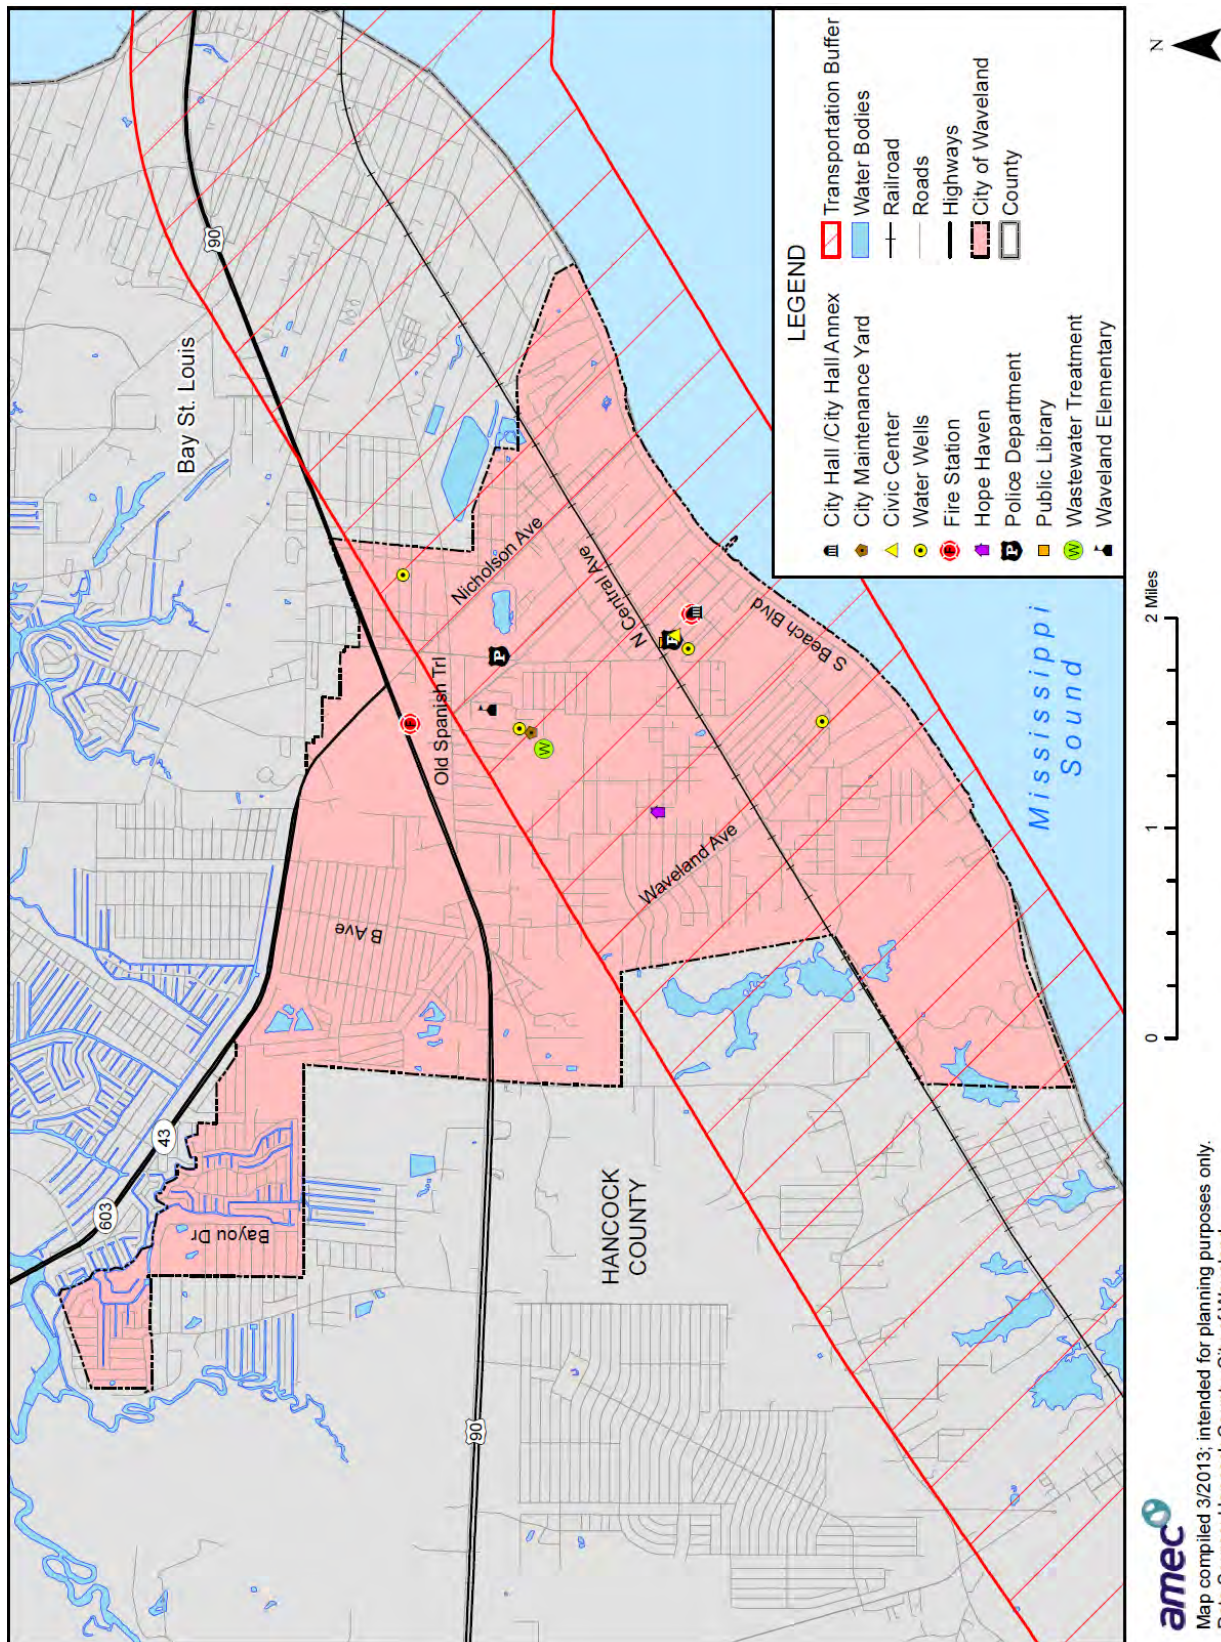 Bay St. Louis
90
Nicholson Ave
Old Spanish Trl
N Central Ave
S Beach Blvd
Waveland Ave
B Ave
Bayou Dr
43
603
90
HANCOCK
COUNTY
Mississippi
Sound
P
F
W
LEGEND
City Hall /City Hall Annex
City Maintenance Yard
Civic Center
Water Wells
Fire Station
Hope Haven
Police Department
Public Library
Wastewater Treatment
Waveland Elementary
Transportation Buffer
Water Bodies
Railroad
Roads
Highways
City of Waveland
County
N
0 1 2 Miles
amec
Map compiled 3/2013; intended for planning purposes only.